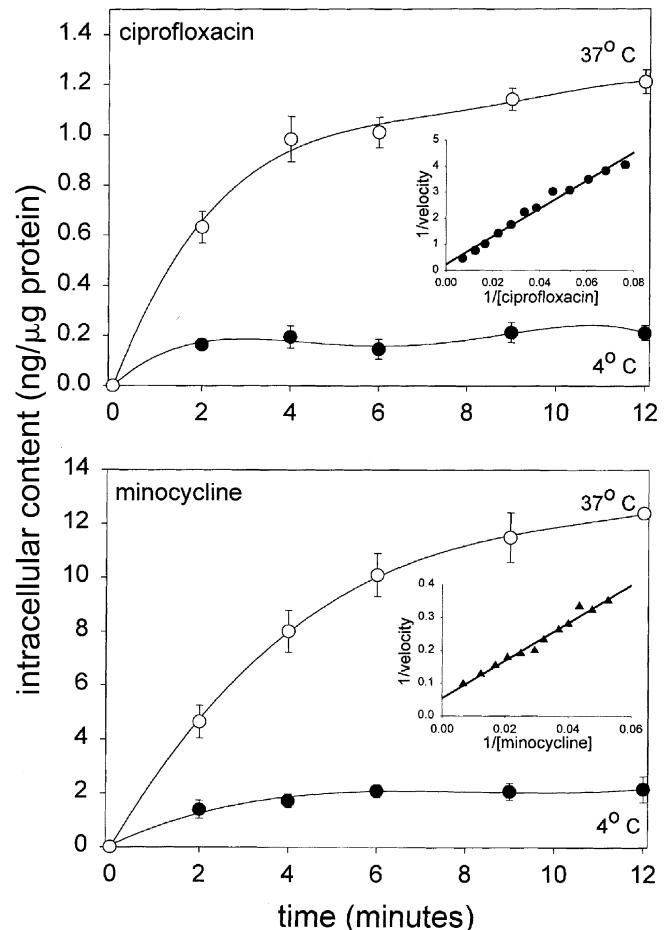 intracellular content (ng/μg protein)
ciprofloxacin
37° C
4° C
1.4
1.2
1.0
0.8
0.6
0.4
0.2
0.0
0 2 4 6 8 10 12
1/velocity
5
4
3
2
1
0
0.00 0.02 0.04 0.06 0.08
1/[ciprofloxacin]
minocycline
37° C
4° C
14
12
10
8
6
4
2
0
0 2 4 6 8 10 12
1/velocity
0.4
0.3
0.2
0.1
0.0
0.00 0.02 0.04 0.06
1/[minocycline]
time (minutes)